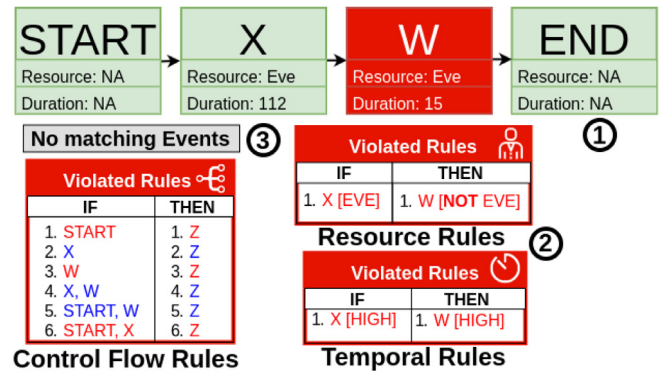 START X W END
Resource: NA Resource: Eve Resource: Eve Resource: NA
Duration: NA Duration: 112 Duration: 15 Duration: NA
1
No matching Events 3
Violated Rules
IF THEN
1. START 1. Z
2. X 2. Z
3. W 3. Z
4. X, W 4. Z
5. START, W 5. Z
6. START, X 6. Z
Control Flow Rules
Violated Rules
IF THEN
1. X [EVE] 1. W [NOT EVE]
Resource Rules
2
Violated Rules
IF THEN
1. X [HIGH] 1. W [HIGH]
Temporal Rules